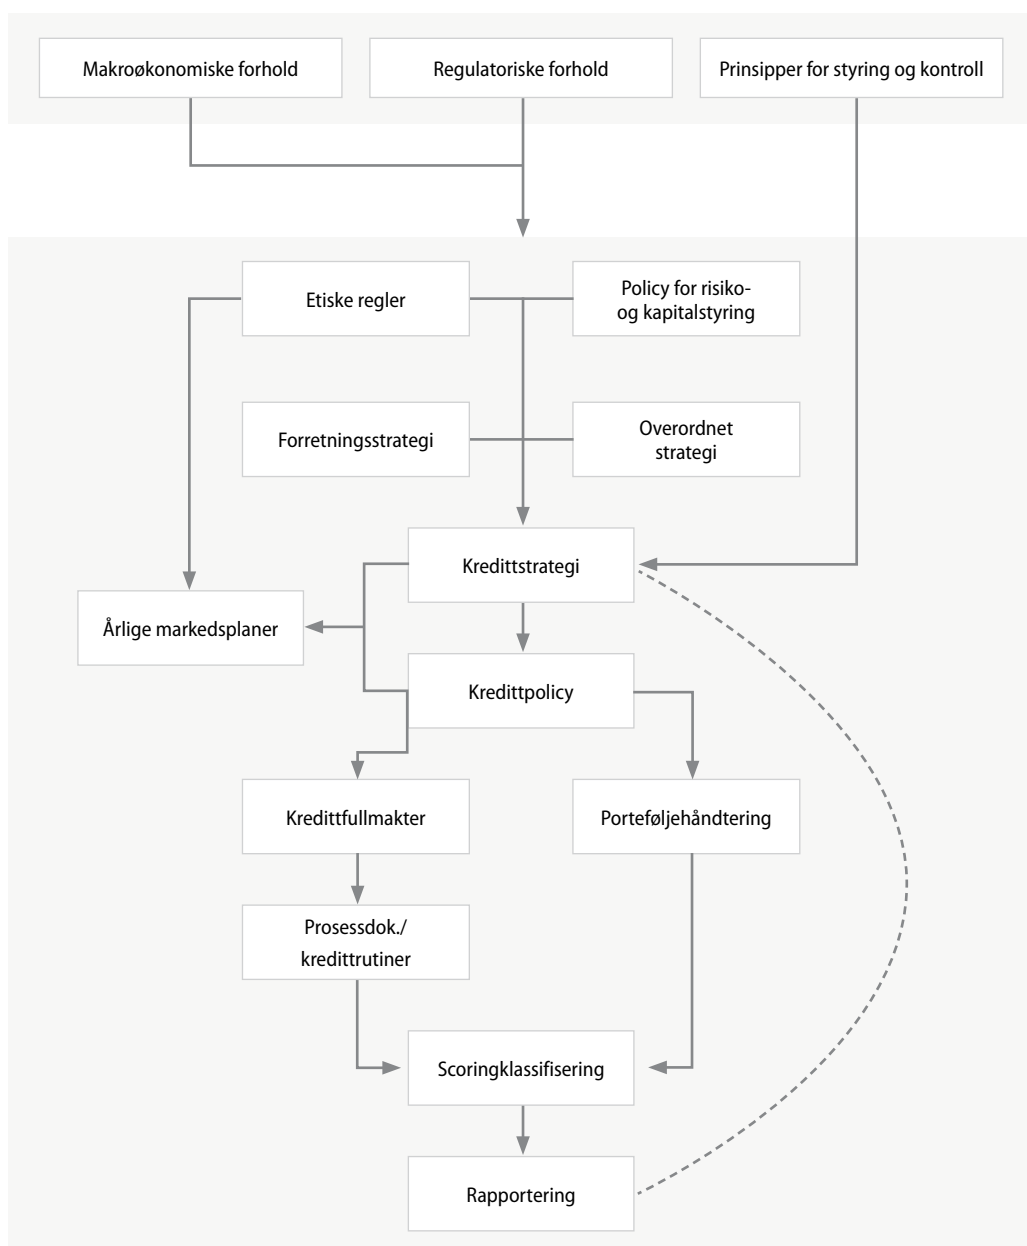 Makroøkonomiske forhold
Regulatoriske forhold
Prinsipper for styring og kontroll
Etiske regler
Policy for risiko-
og kapitalstyring
Forretningsstrategi
Overordnet
strategi
Kredittstrategi
Årlige markedsplaner
Kredittpolicy
Kredittfullmakter
Porteføljehåndtering
Prosessdok./
kredittrutiner
Scoringklassifisering
Rapportering